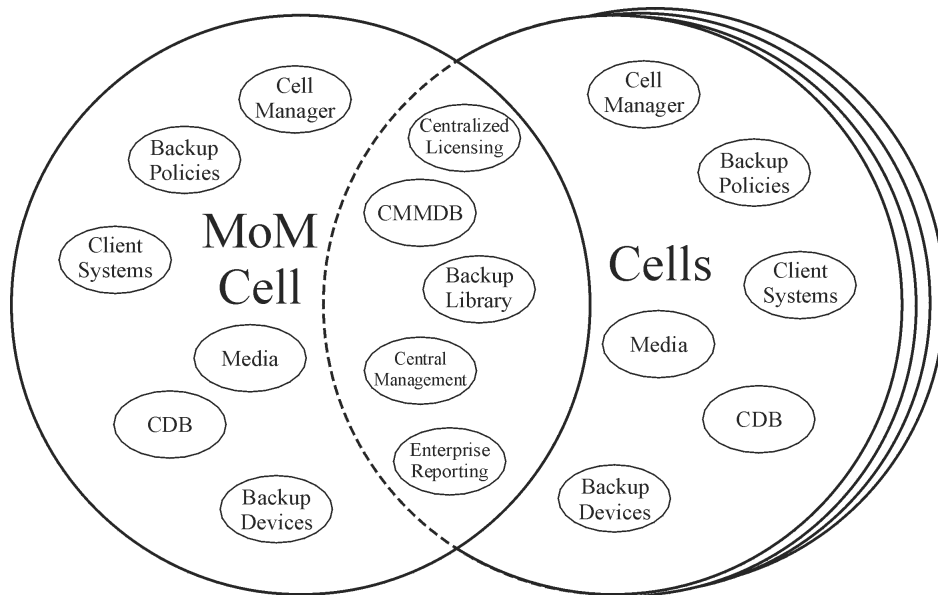 Cell
Manager
Backup
Policies
Client
Systems
MoM
Cell
Media
CDB
Backup
Devices
Centralized
Licensing
CMMDB
Backup
Library
Central
Management
Enterprise
Reporting
Cell
Manager
Backup
Policies
Cells
Client
Systems
Media
CDB
Backup
Devices